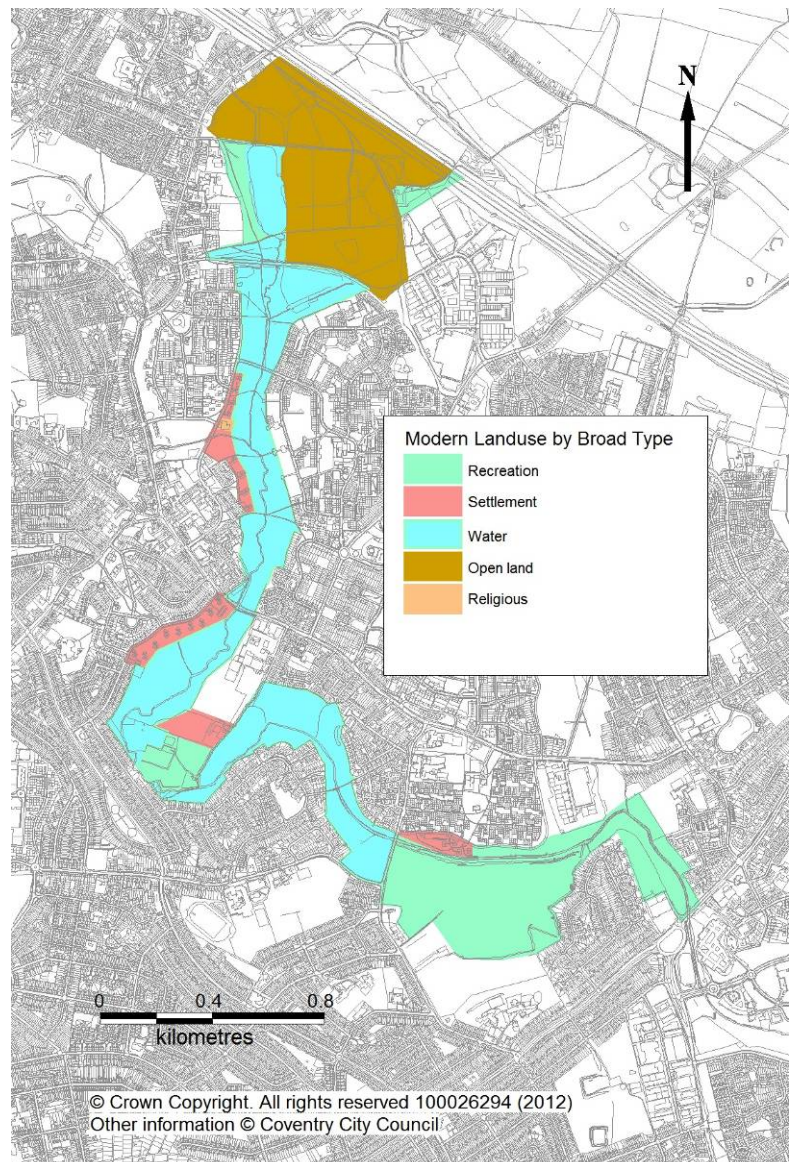 N
Modern Landuse by Broad Type
Recreation
Settlement
Water
Open land
Religious
0 0.4 0.8
kilometres
© Crown Copyright. All rights reserved 100026294 (2012)
Other information © Coventry City Council